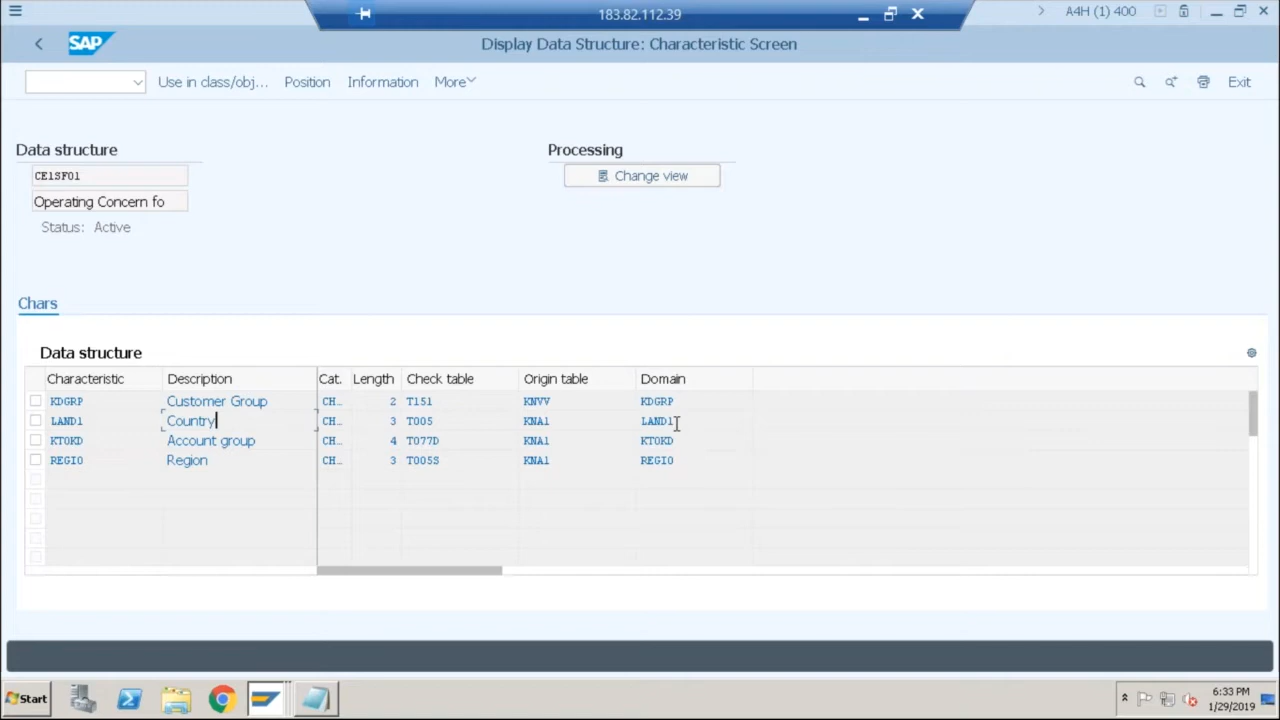 183.82.112.39
A4H (1) 400
SAP
Display Data Structure: Characteristic Screen
Use in class/obj... Position Information More Exit
Data structure Processing
CE1SF01 Change view
Operating Concern fo
Status: Active
Chars
Data structure
Characteristic Description Cat. Length Check table Origin table Domain
KDGRP Customer Group CH.. 2 T151 KNVV KDGRP
LAND1 Country CH.. 3 T005 KNA1 LAND1
KTOKD Account group CH.. 4 T077D KNA1 KTOKD
REGIO Region CH.. 3 T005S KNA1 REGIO
Start 6:33 PM
1/29/2019